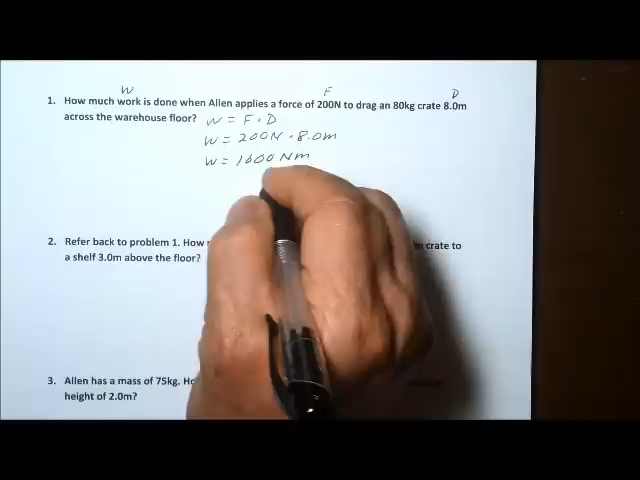 W F D
1. How much work is done when Allen applies a force of 200N to drag an 80kg crate 8.0m
across the warehouse floor? W = F · D
W = 200N · 8.0m
W = 1600 Nm
2. Refer back to problem 1. How crate to
a shelf 3.0m above the floor?
3. Allen has a mass of 75kg.
height of 2.0m?